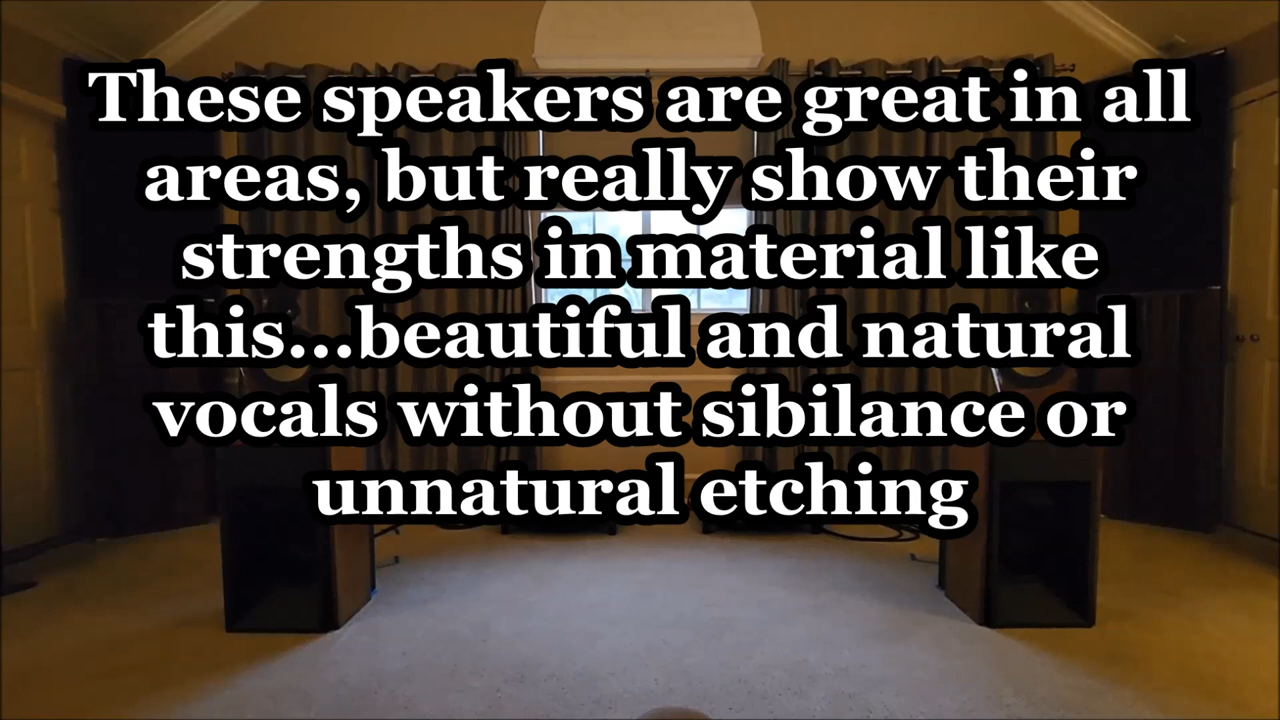 These speakers are great in all
areas, but really show their
strengths in material like
this...beautiful and natural
vocals without sibilance or
unnatural etching